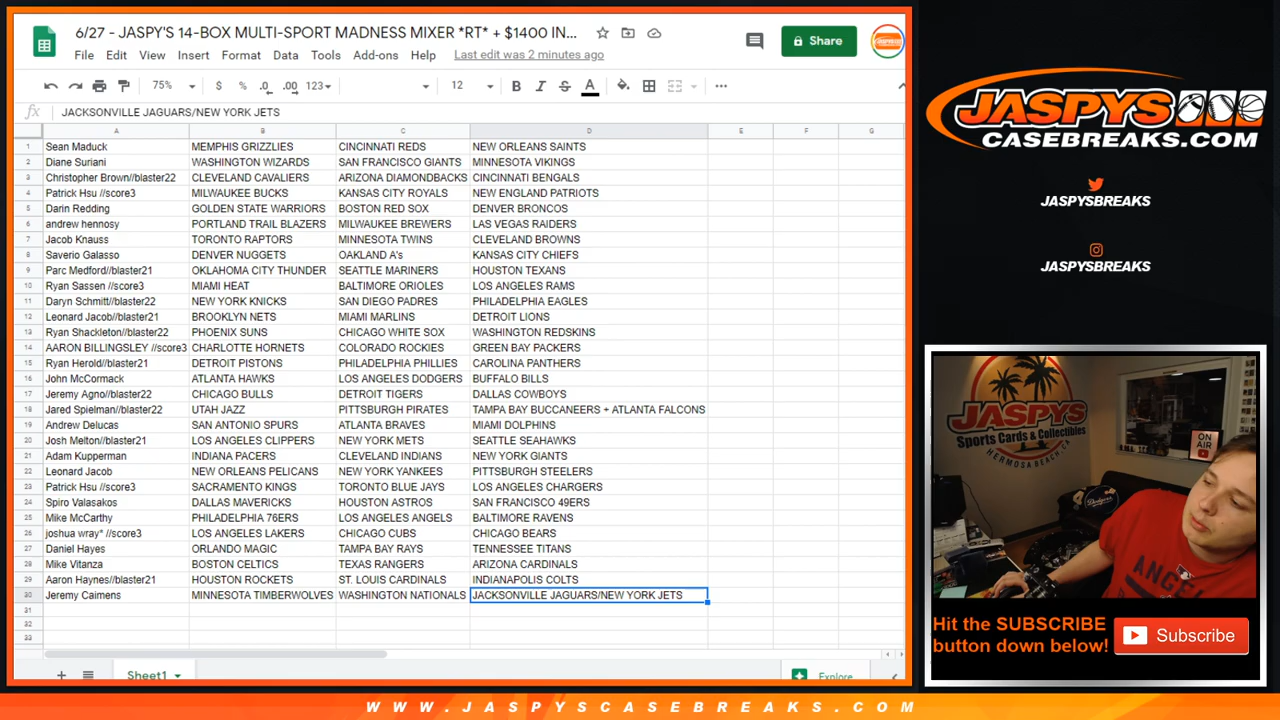 6/27 - JASPY'S 14-BOX MULTI-SPORT MADNESS MIXER *RT* + $1400 IN...
File Edit View Insert Format Data Tools Add-ons Help Last edit was 2 minutes ago
Share
75% $ % .0 .00 123 12 B I S A
fx JACKSONVILLE JAGUARS/NEW YORK JETS
A B C D E F G
1 Sean Maduck MEMPHIS GRIZZLIES CINCINNATI REDS NEW ORLEANS SAINTS
2 Diane Suriani WASHINGTON WIZARDS SAN FRANCISCO GIANTS MINNESOTA VIKINGS
3 Christopher Brown//blaster22 CLEVELAND CAVALIERS ARIZONA DIAMONDBACKS CINCINNATI BENGALS
4 Patrick Hsu //score3 MILWAUKEE BUCKS KANSAS CITY ROYALS NEW ENGLAND PATRIOTS
5 Darin Redding GOLDEN STATE WARRIORS BOSTON RED SOX DENVER BRONCOS
6 andrew hennosy PORTLAND TRAIL BLAZERS MILWAUKEE BREWERS LAS VEGAS RAIDERS
7 Jacob Knauss TORONTO RAPTORS MINNESOTA TWINS CLEVELAND BROWNS
8 Saverio Galasso DENVER NUGGETS OAKLAND A's KANSAS CITY CHIEFS
9 Parc Medford//blaster21 OKLAHOMA CITY THUNDER SEATTLE MARINERS HOUSTON TEXANS
10 Ryan Sassen //score3 MIAMI HEAT BALTIMORE ORIOLES LOS ANGELES RAMS
11 Daryn Schmitt//blaster22 NEW YORK KNICKS SAN DIEGO PADRES PHILADELPHIA EAGLES
12 Leonard Jacob//blaster21 BROOKLYN NETS MIAMI MARLINS DETROIT LIONS
13 Ryan Shackleton//blaster22 PHOENIX SUNS CHICAGO WHITE SOX WASHINGTON REDSKINS
14 AARON BILLINGSLEY //score3 CHARLOTTE HORNETS COLORADO ROCKIES GREEN BAY PACKERS
15 Ryan Herold//blaster21 DETROIT PISTONS PHILADELPHIA PHILLIES CAROLINA PANTHERS
16 John McCormack ATLANTA HAWKS LOS ANGELES DODGERS BUFFALO BILLS
17 Jeremy Agno//blaster22 CHICAGO BULLS DETROIT TIGERS DALLAS COWBOYS
18 Jared Spielman//blaster22 UTAH JAZZ PITTSBURGH PIRATES TAMPA BAY BUCCANEERS + ATLANTA FALCONS
19 Andrew Delucas SAN ANTONIO SPURS ATLANTA BRAVES MIAMI DOLPHINS
20 Josh Melton//blaster21 LOS ANGELES CLIPPERS NEW YORK METS SEATTLE SEAHAWKS
21 Adam Kupperman INDIANA PACERS CLEVELAND INDIANS NEW YORK GIANTS
22 Leonard Jacob NEW ORLEANS PELICANS NEW YORK YANKEES PITTSBURGH STEELERS
23 Patrick Hsu //score3 SACRAMENTO KINGS TORONTO BLUE JAYS LOS ANGELES CHARGERS
24 Spiro Valasakos DALLAS MAVERICKS HOUSTON ASTROS SAN FRANCISCO 49ERS
25 Mike McCarthy PHILADELPHIA 76ERS LOS ANGELES ANGELS BALTIMORE RAVENS
26 joshua wray* //score3 LOS ANGELES LAKERS CHICAGO CUBS CHICAGO BEARS
27 Daniel Hayes ORLANDO MAGIC TAMPA BAY RAYS TENNESSEE TITANS
28 Mike Vitanza BOSTON CELTICS TEXAS RANGERS ARIZONA CARDINALS
29 Aaron Haynes//blaster21 HOUSTON ROCKETS ST. LOUIS CARDINALS INDIANAPOLIS COLTS
30 Jeremy Caimens MINNESOTA TIMBERWOLVES WASHINGTON NATIONALS JACKSONVILLE JAGUARS/NEW YORK JETS
31
32
33
Sheet1 Explore
JASPYS
CASEBREAKS.COM
JASPYSBREAKS
JASPYSBREAKS
JASPYS
Sports Cards & Collectibles
HERMOSA BEACH, CA
ON
AIR
Dodgers
ANGE
Hit the SUBSCRIBE
button down below!
Subscribe
WWW.JASPYSCASEBREAKS.COM